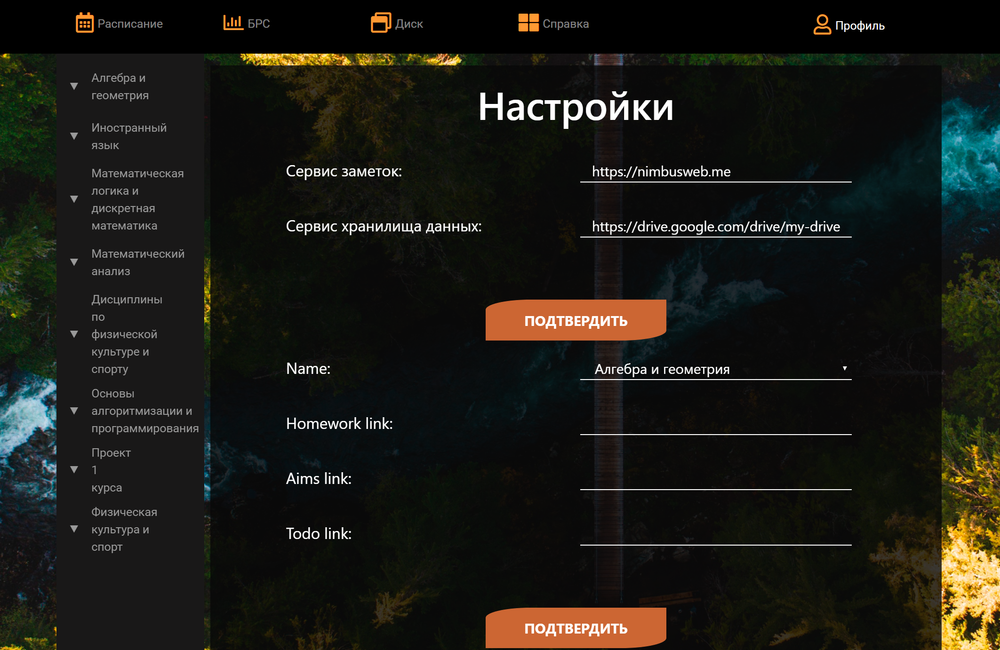 Расписание
БРС
Диск
Справка
Профиль
Алгебра и
геометрия
Иностранный
язык
Математическая
логика и
дискретная
математика
Математический
анализ
Дисциплины
по
физической
культуре и
спорту
Основы
алгоритмизации и
программирования
Проект
1
курса
Физическая
культура и
спорт
Настройки
Сервис заметок:
https://nimbusweb.me
Сервис хранилища данных:
https://drive.google.com/drive/my-drive
ПОДТВЕРДИТЬ
Name:
Алгебра и геометрия
Homework link:
Aims link:
Todo link:
ПОДТВЕРДИТЬ